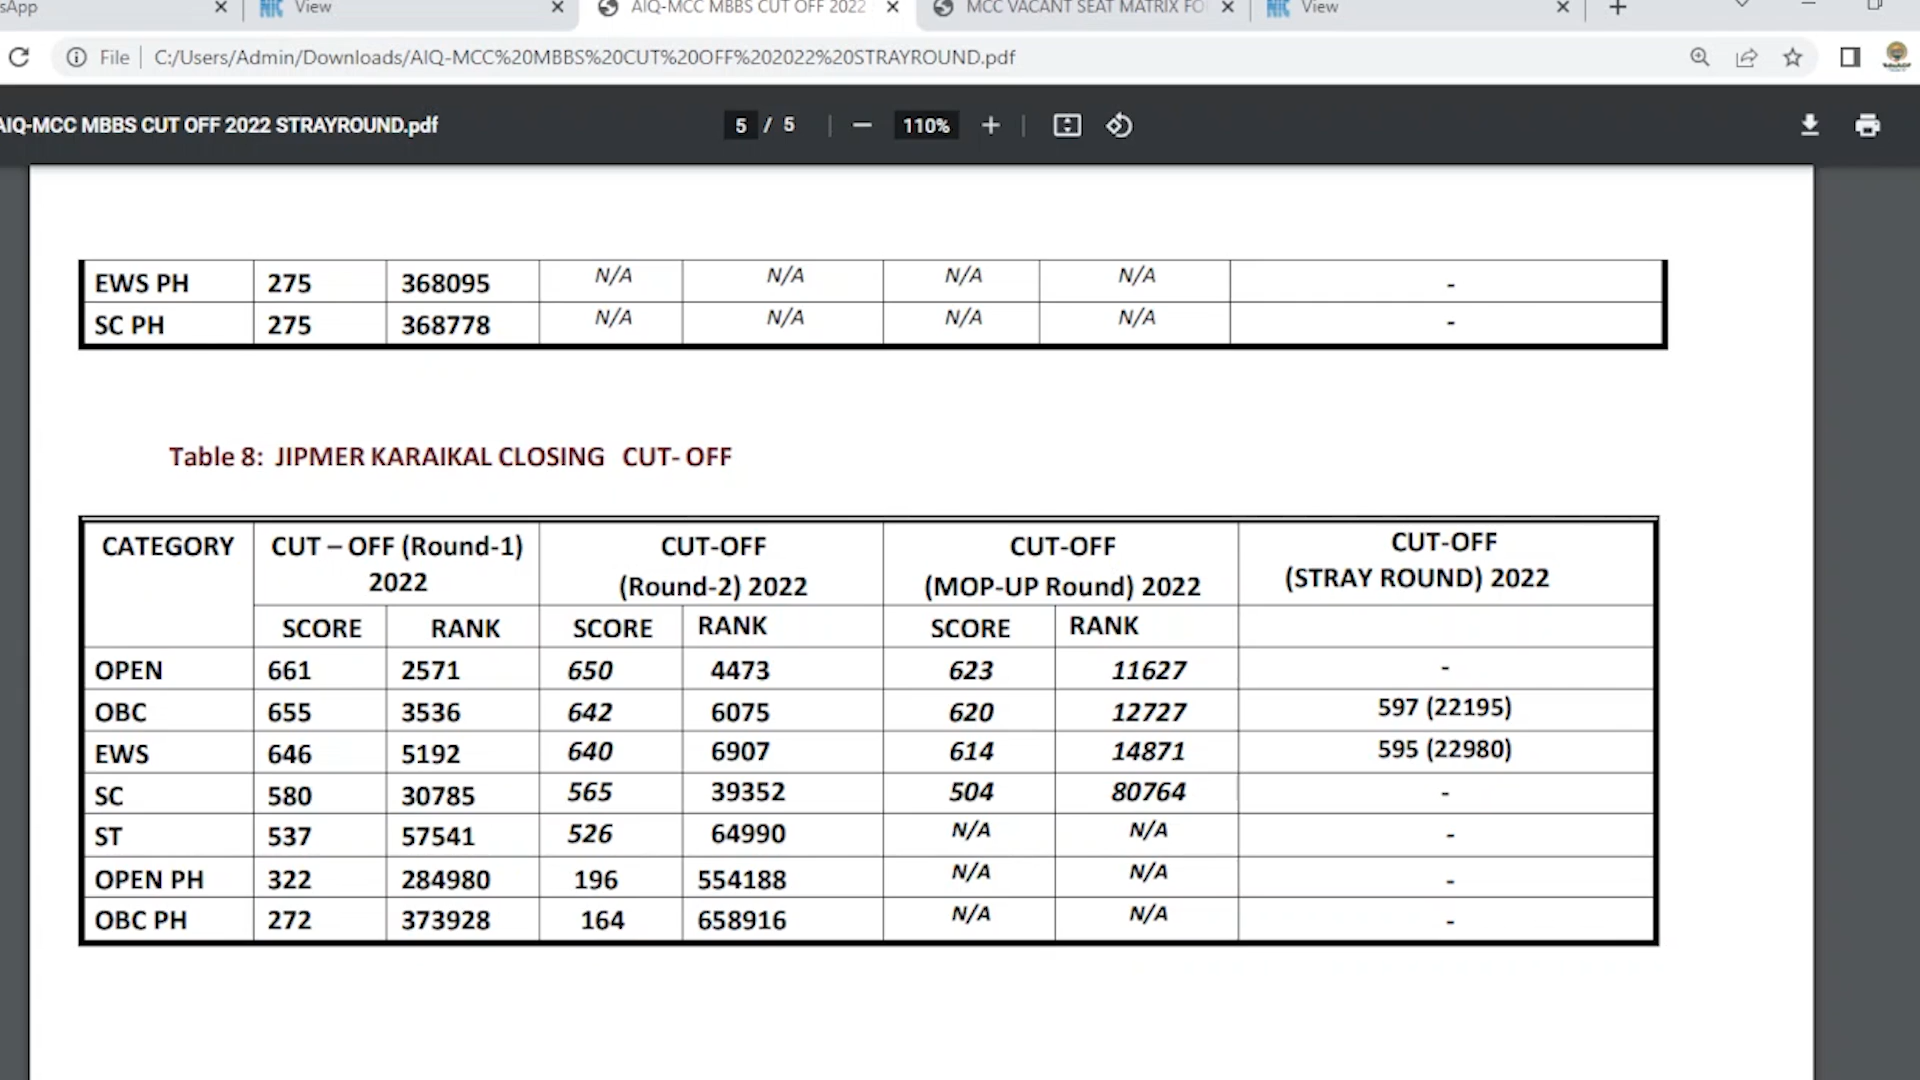 sApp
NIC View
AIQ-MCC MBBS CUT OFF 2022
MCC VACANT SEAT MATRIX FO
NIC View
File C:/Users/Admin/Downloads/AIQ-MCC%20MBBS%20CUT%20OFF%202022%20STRAYROUND.pdf
AIQ-MCC MBBS CUT OFF 2022 STRAYROUND.pdf 5 / 5 110%
EWS PH 275 368095 N/A N/A N/A N/A -
SC PH 275 368778 N/A N/A N/A N/A -
Table 8: JIPMER KARAIKAL CLOSING CUT- OFF
CATEGORY CUT – OFF (Round-1) 2022 CUT-OFF (Round-2) 2022 CUT-OFF (MOP-UP Round) 2022 CUT-OFF (STRAY ROUND) 2022
SCORE RANK SCORE RANK SCORE RANK
OPEN 661 2571 650 4473 623 11627 -
OBC 655 3536 642 6075 620 12727 597 (22195)
EWS 646 5192 640 6907 614 14871 595 (22980)
SC 580 30785 565 39352 504 80764 -
ST 537 57541 526 64990 N/A N/A -
OPEN PH 322 284980 196 554188 N/A N/A -
OBC PH 272 373928 164 658916 N/A N/A -